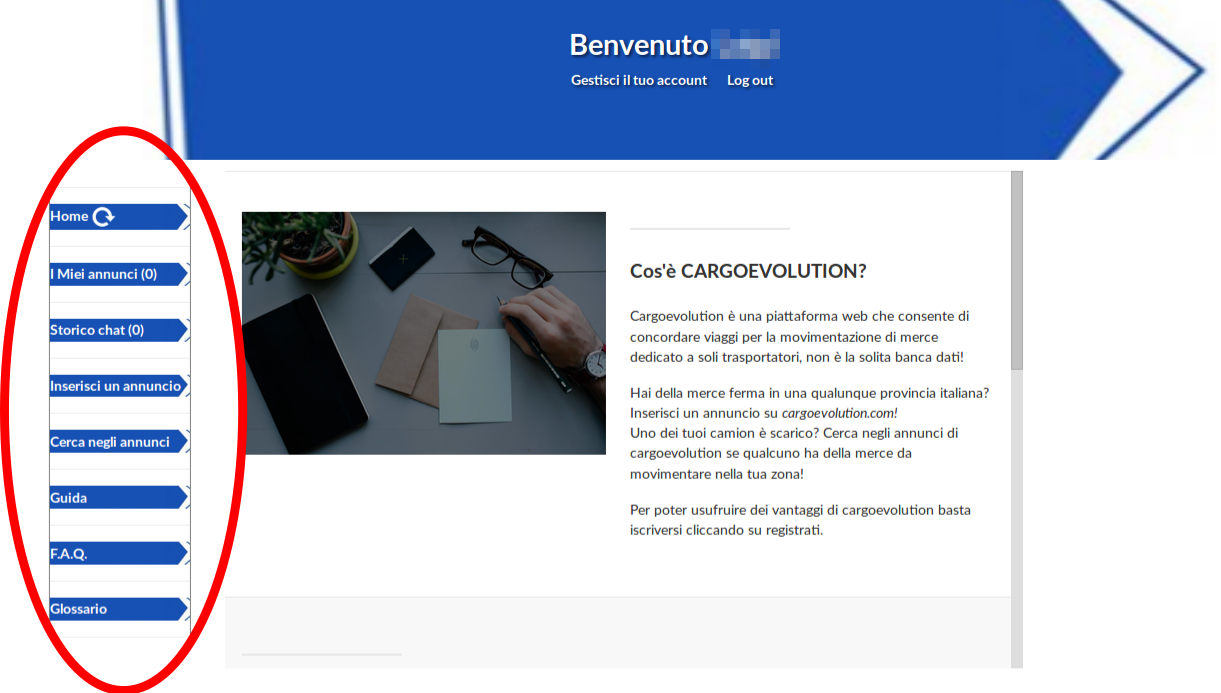 Benvenuto
Gestisci il tuo account Log out
Home
I Miei annunci (0)
Storico chat (0)
Inserisci un annuncio
Cerca negli annunci
Guida
F.A.Q.
Glossario
Cos'è CARGOEVOLUTION?
Cargoevolution è una piattaforma web che consente di
concordare viaggi per la movimentazione di merce
dedicato a soli trasportatori, non è la solita banca dati!
Hai della merce ferma in una qualunque provincia italiana?
Inserisci un annuncio su cargoevolution.com!
Uno dei tuoi camion è scarico? Cerca negli annunci di
cargoevolution se qualcuno ha della merce da
movimentare nella tua zona!
Per poter usufruire dei vantaggi di cargoevolution basta
iscriversi cliccando su registrati.